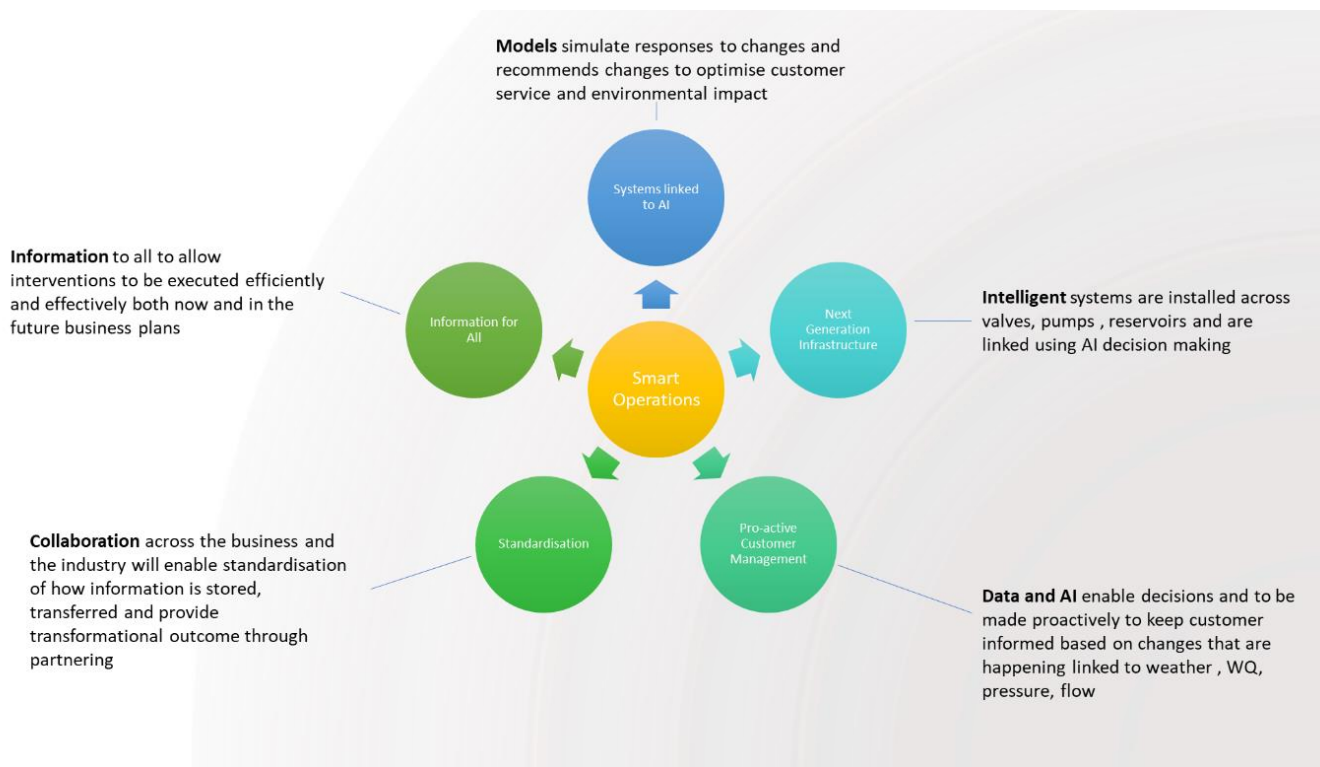 Models simulate responses to changes and
recommends changes to optimise customer
service and environmental impact
Systems linked
to AI
Information to all to allow
interventions to be executed efficiently
and effectively both now and in the
future business plans
Information for
All
Next
Generation
Infrastructure
Intelligent systems are installed across
valves, pumps , reservoirs and are
linked using AI decision making
Smart
Operations
Collaboration across the business and
the industry will enable standardisation
of how information is stored,
transferred and provide
transformational outcome through
partnering
Standardisation
Pro-active
Customer
Management
Data and AI enable decisions and to be
made proactively to keep customer
informed based on changes that are
happening linked to weather , WQ,
pressure, flow